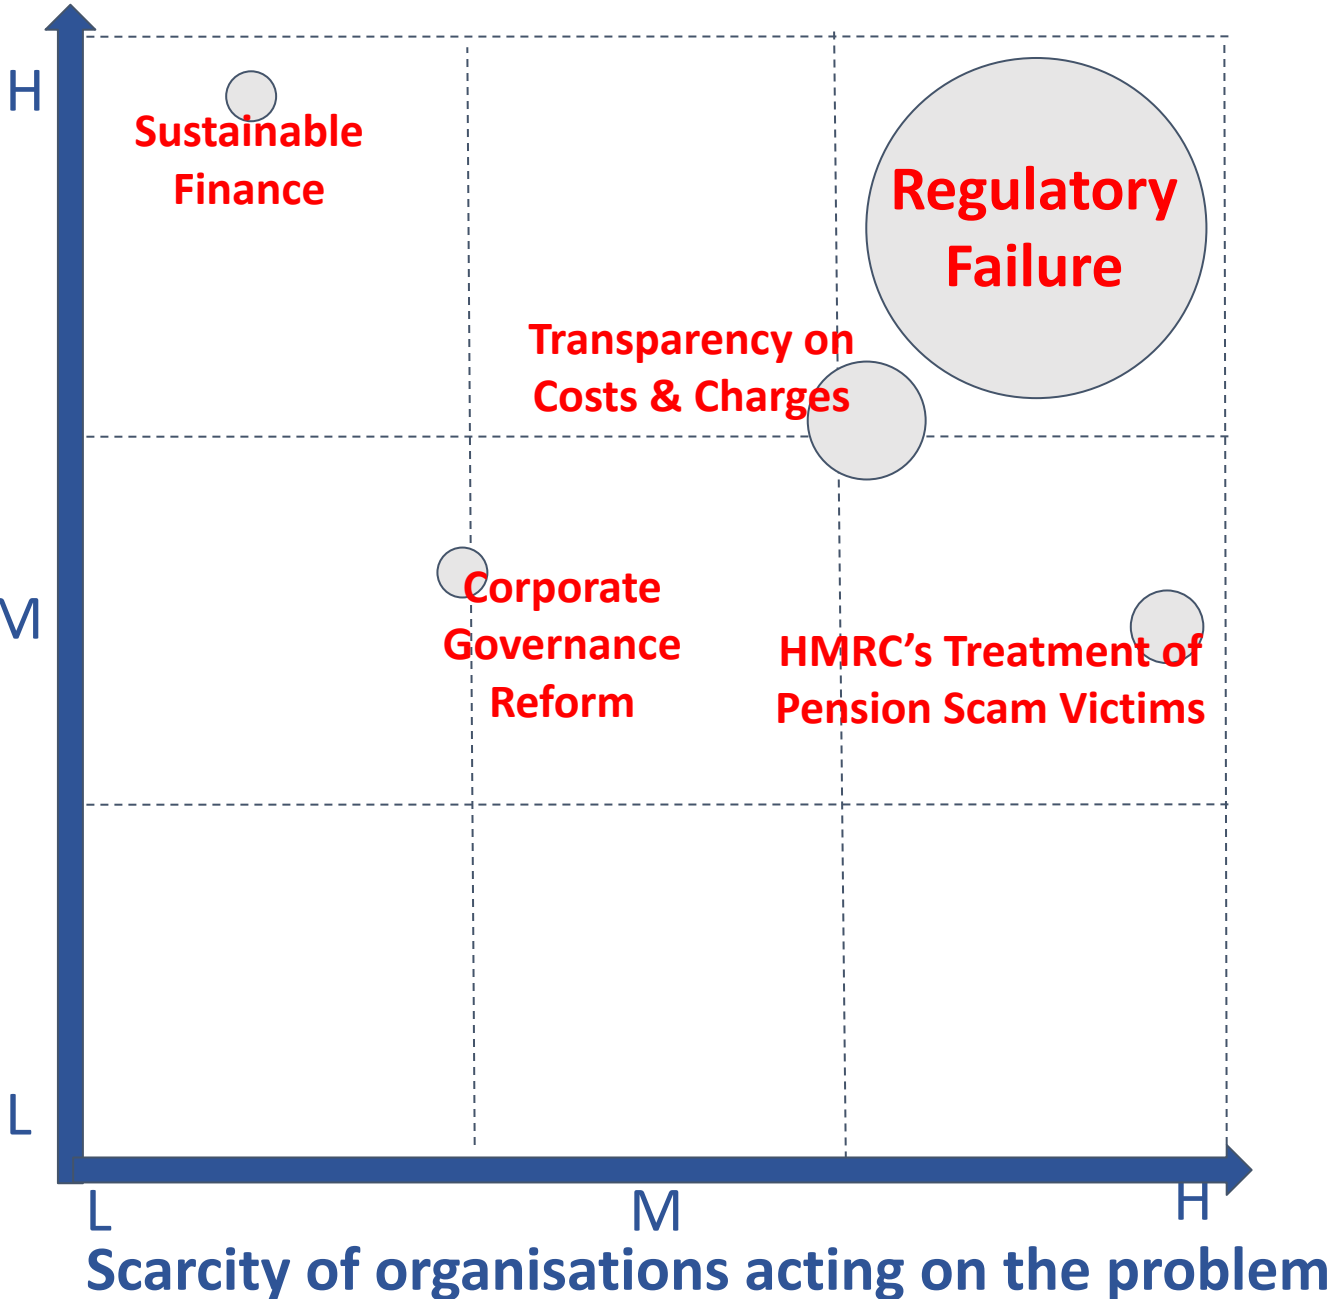 H
Sustainable
Finance
Regulatory
Failure
Transparency on
Costs & Charges
M
Corporate
Governance
Reform
HMRC’s Treatment of
Pension Scam Victims
L
L
M
H
Scarcity of organisations acting on the problem